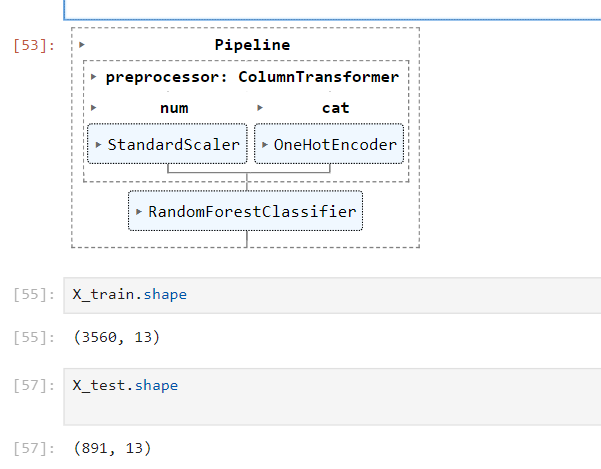 [53]:
Pipeline
preprocessor: ColumnTransformer
num cat
StandardScaler OneHotEncoder
RandomForestClassifier
[55]: X_train.shape
[55]: (3560, 13)
[57]: X_test.shape
[57]: (891, 13)